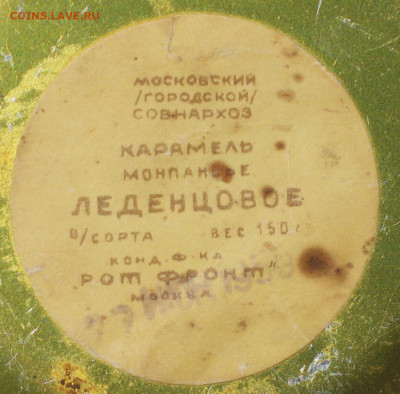 COINS.LAVE.RU
МОСКОВСКИЙ
/ГОРОДСКОЙ/
СОВНАРХОЗ
КАРАМЕЛЬ
МОНПАНСЬЕ
ЛЕДЕНЦОВОЕ
В/СОРТА ВЕС 150 г
КОНД. Ф-КА
РОТ ФРОНТ"
МОСКВА